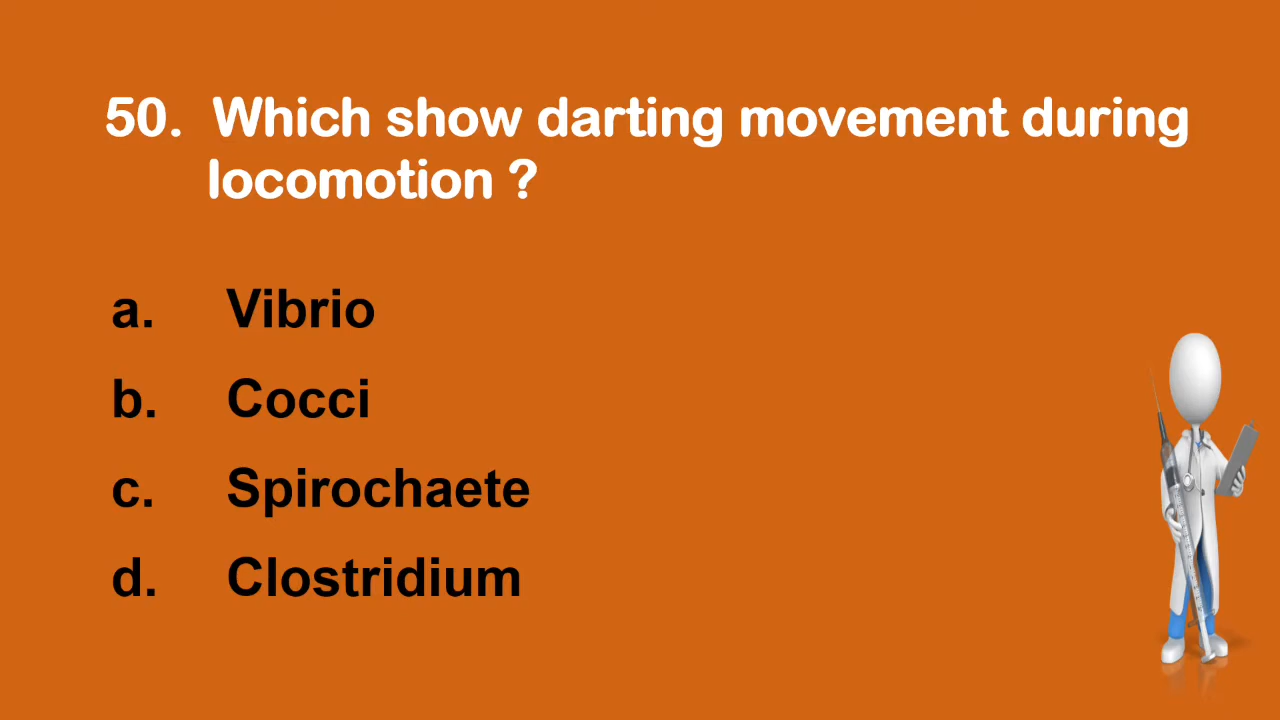 50. Which show darting movement during
locomotion ?
a. Vibrio
b. Cocci
c. Spirochaete
d. Clostridium